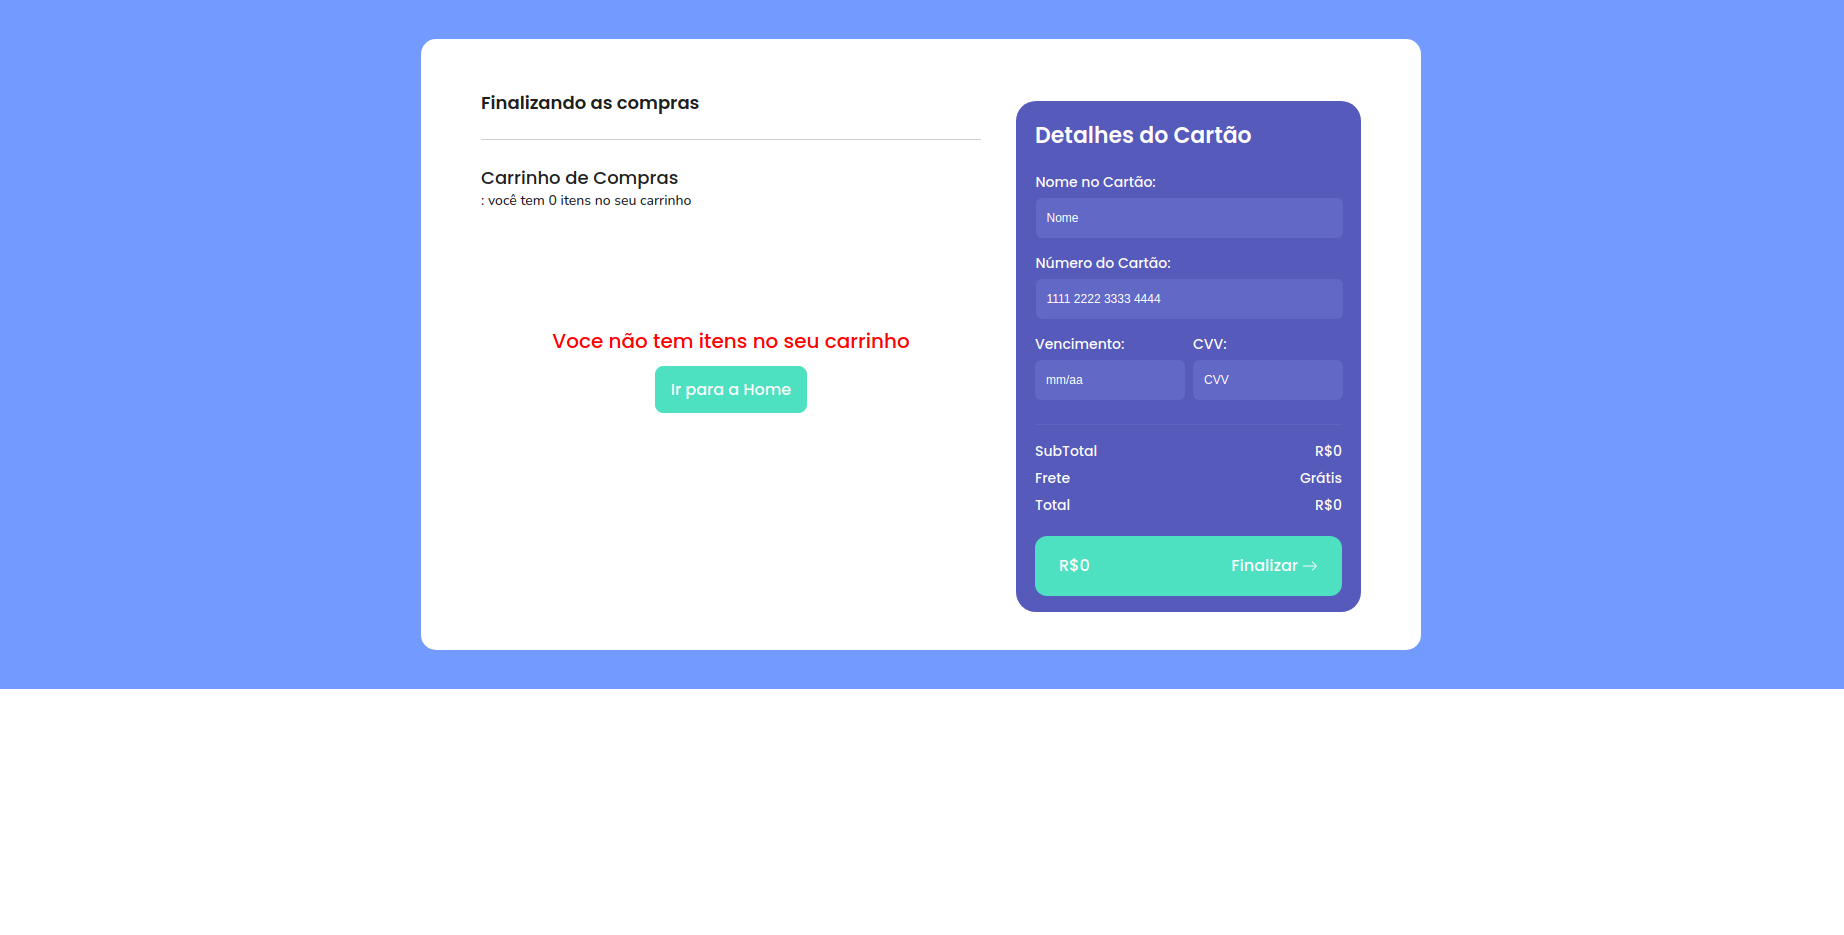 Finalizando as compras
Carrinho de Compras
: você tem 0 itens no seu carrinho
Voce não tem itens no seu carrinho
Ir para a Home
Detalhes do Cartão
Nome no Cartão:
Nome
Número do Cartão:
1111 2222 3333 4444
Vencimento: CVV:
mm/aa CVV
SubTotal R$0
Frete Grátis
Total R$0
R$0 Finalizar →